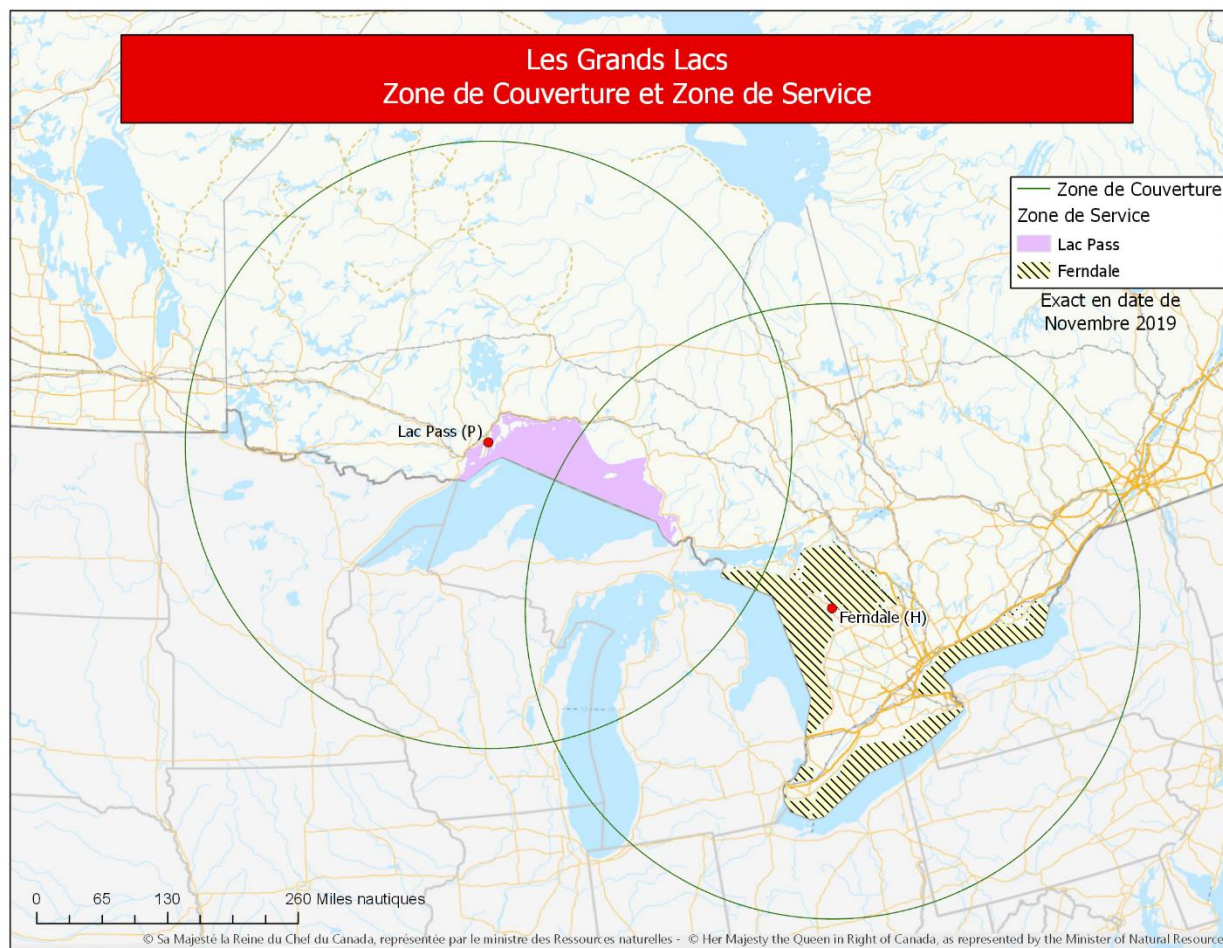 Les Grands Lacs
Zone de Couverture et Zone de Service
Zone de Couverture
Zone de Service
Lac Pass
Ferndale
Exact en date de
Novembre 2019
Lac Pass (P)
Ferndale (H)
0 65 130 260 Miles nautiques
© Sa Majesté la Reine du Chef du Canada, représentée par le ministre des Ressources naturelles - © Her Majesty the Queen in Right of Canada, as represented by the Minister of Natural Resourc